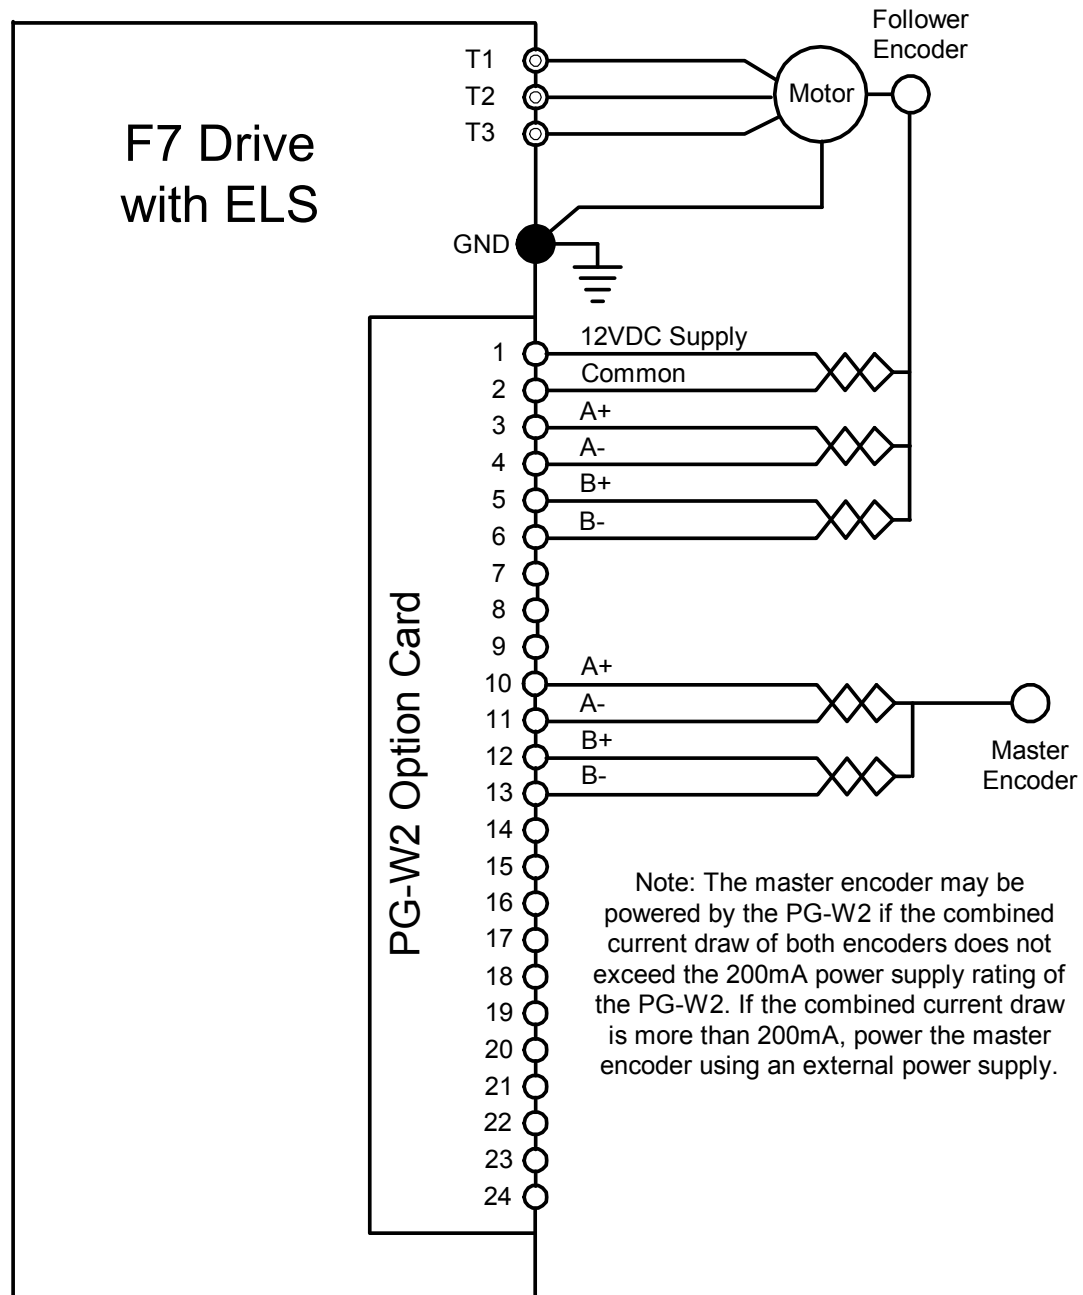 Follower
Encoder
T1
T2
T3
Motor
F7 Drive
with ELS
GND
12VDC Supply
1
Common
2
A+
3
A-
4
B+
5
B-
6
7
8
9
A+
10
A-
11
B+
12
B-
13
Master
Encoder
14
15
16
17
18
19
20
21
22
23
24
PG-W2 Option Card
Note: The master encoder may be
powered by the PG-W2 if the combined
current draw of both encoders does not
exceed the 200mA power supply rating of
the PG-W2. If the combined current draw
is more than 200mA, power the master
encoder using an external power supply.